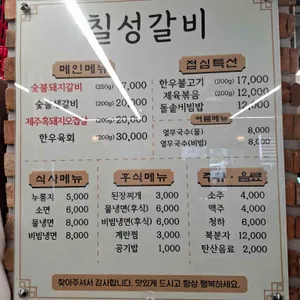 칠성갈비
메인메뉴
숯불돼지갈비 (250g) 7,000
숯불갈비 (200g) 20,000
제주흑돼지오겹살 (200g) 20,000
한우육회 (200g) 30,000
점심특선
한우불고기 (200g) 17,000
제육볶음 (200g) 12,000
돌솥비빔밥 12,000
여름메뉴
열무국수(물) 8,000
열무국수(비빔) 8,000
식사메뉴
누룽지 5,000
소면 6,000
물냉면 8,000
비빔냉면 8,000
후식메뉴
된장찌개 3,000
물냉면(후식) 6,000
비빔냉면(후식) 6,000
계란찜 3,000
공기밥 1,000
주류 · 음료
소주 4,000
맥주 4,000
청하 6,000
복분자 12,000
탄산음료 2,000
찾아주셔서 감사합니다. 맛있게 드시고 항상 행복하세요.